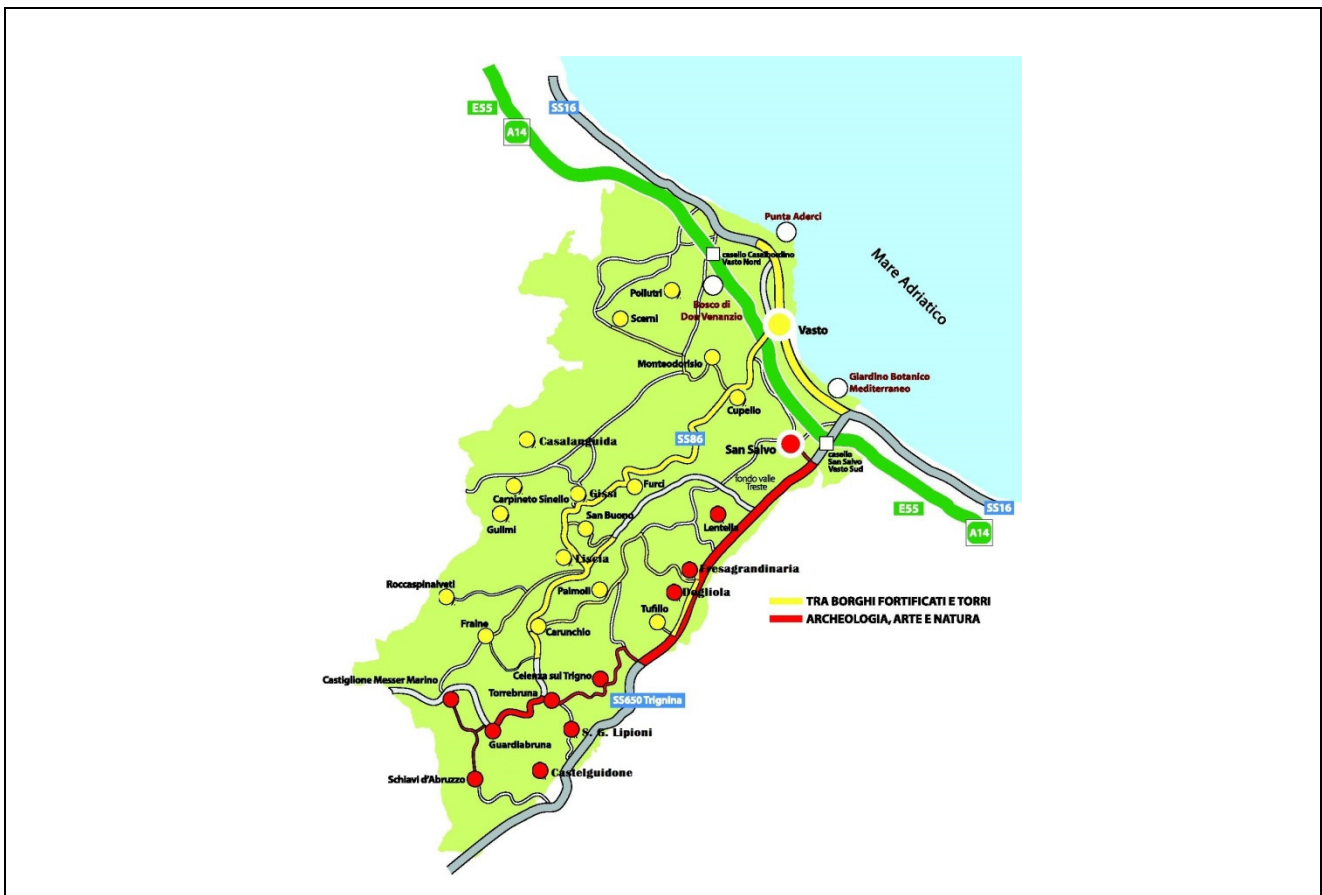 E55
SS16
A14
Punta Aderci
casello Casalbordino
Vasto Nord
Mare Adriatico
Pollutri
Bosco di
Don Venanzio
Scerni
Vasto
Monteodorisio
Giardino Botanico
Mediterraneo
Cupello
Casalanguida
SS86
San Salvo
casello
San Salvo
Vasto Sud
fondo valle
Treste
Carpineto Sinello
Gissi
Furci
E55
SS16
Guilmi
San Buono
Lentella
A14
Liscia
Fresagrandinaria
Roccaspinalveti
Palmoli
Dogliola
TRA BORGHI FORTIFICATI E TORRI
Tufillo
ARCHEOLOGIA, ARTE E NATURA
Fraine
Carunchio
Castiglione Messer Marino
Celenza sul Trigno
Torrebruna
SS650 Trignina
S. G. Lipioni
Guardiabruna
Schiavi d'Abruzzo
Castelguidone